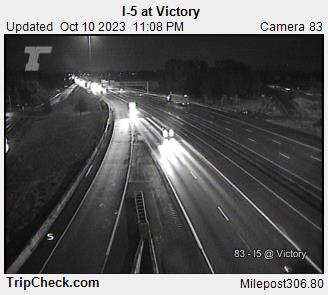 I-5 at Victory
Updated Oct 10 2023 11:08 PM Camera 83
T
S
83 - I5 @ Victory
TripCheck.com Milepost306.80